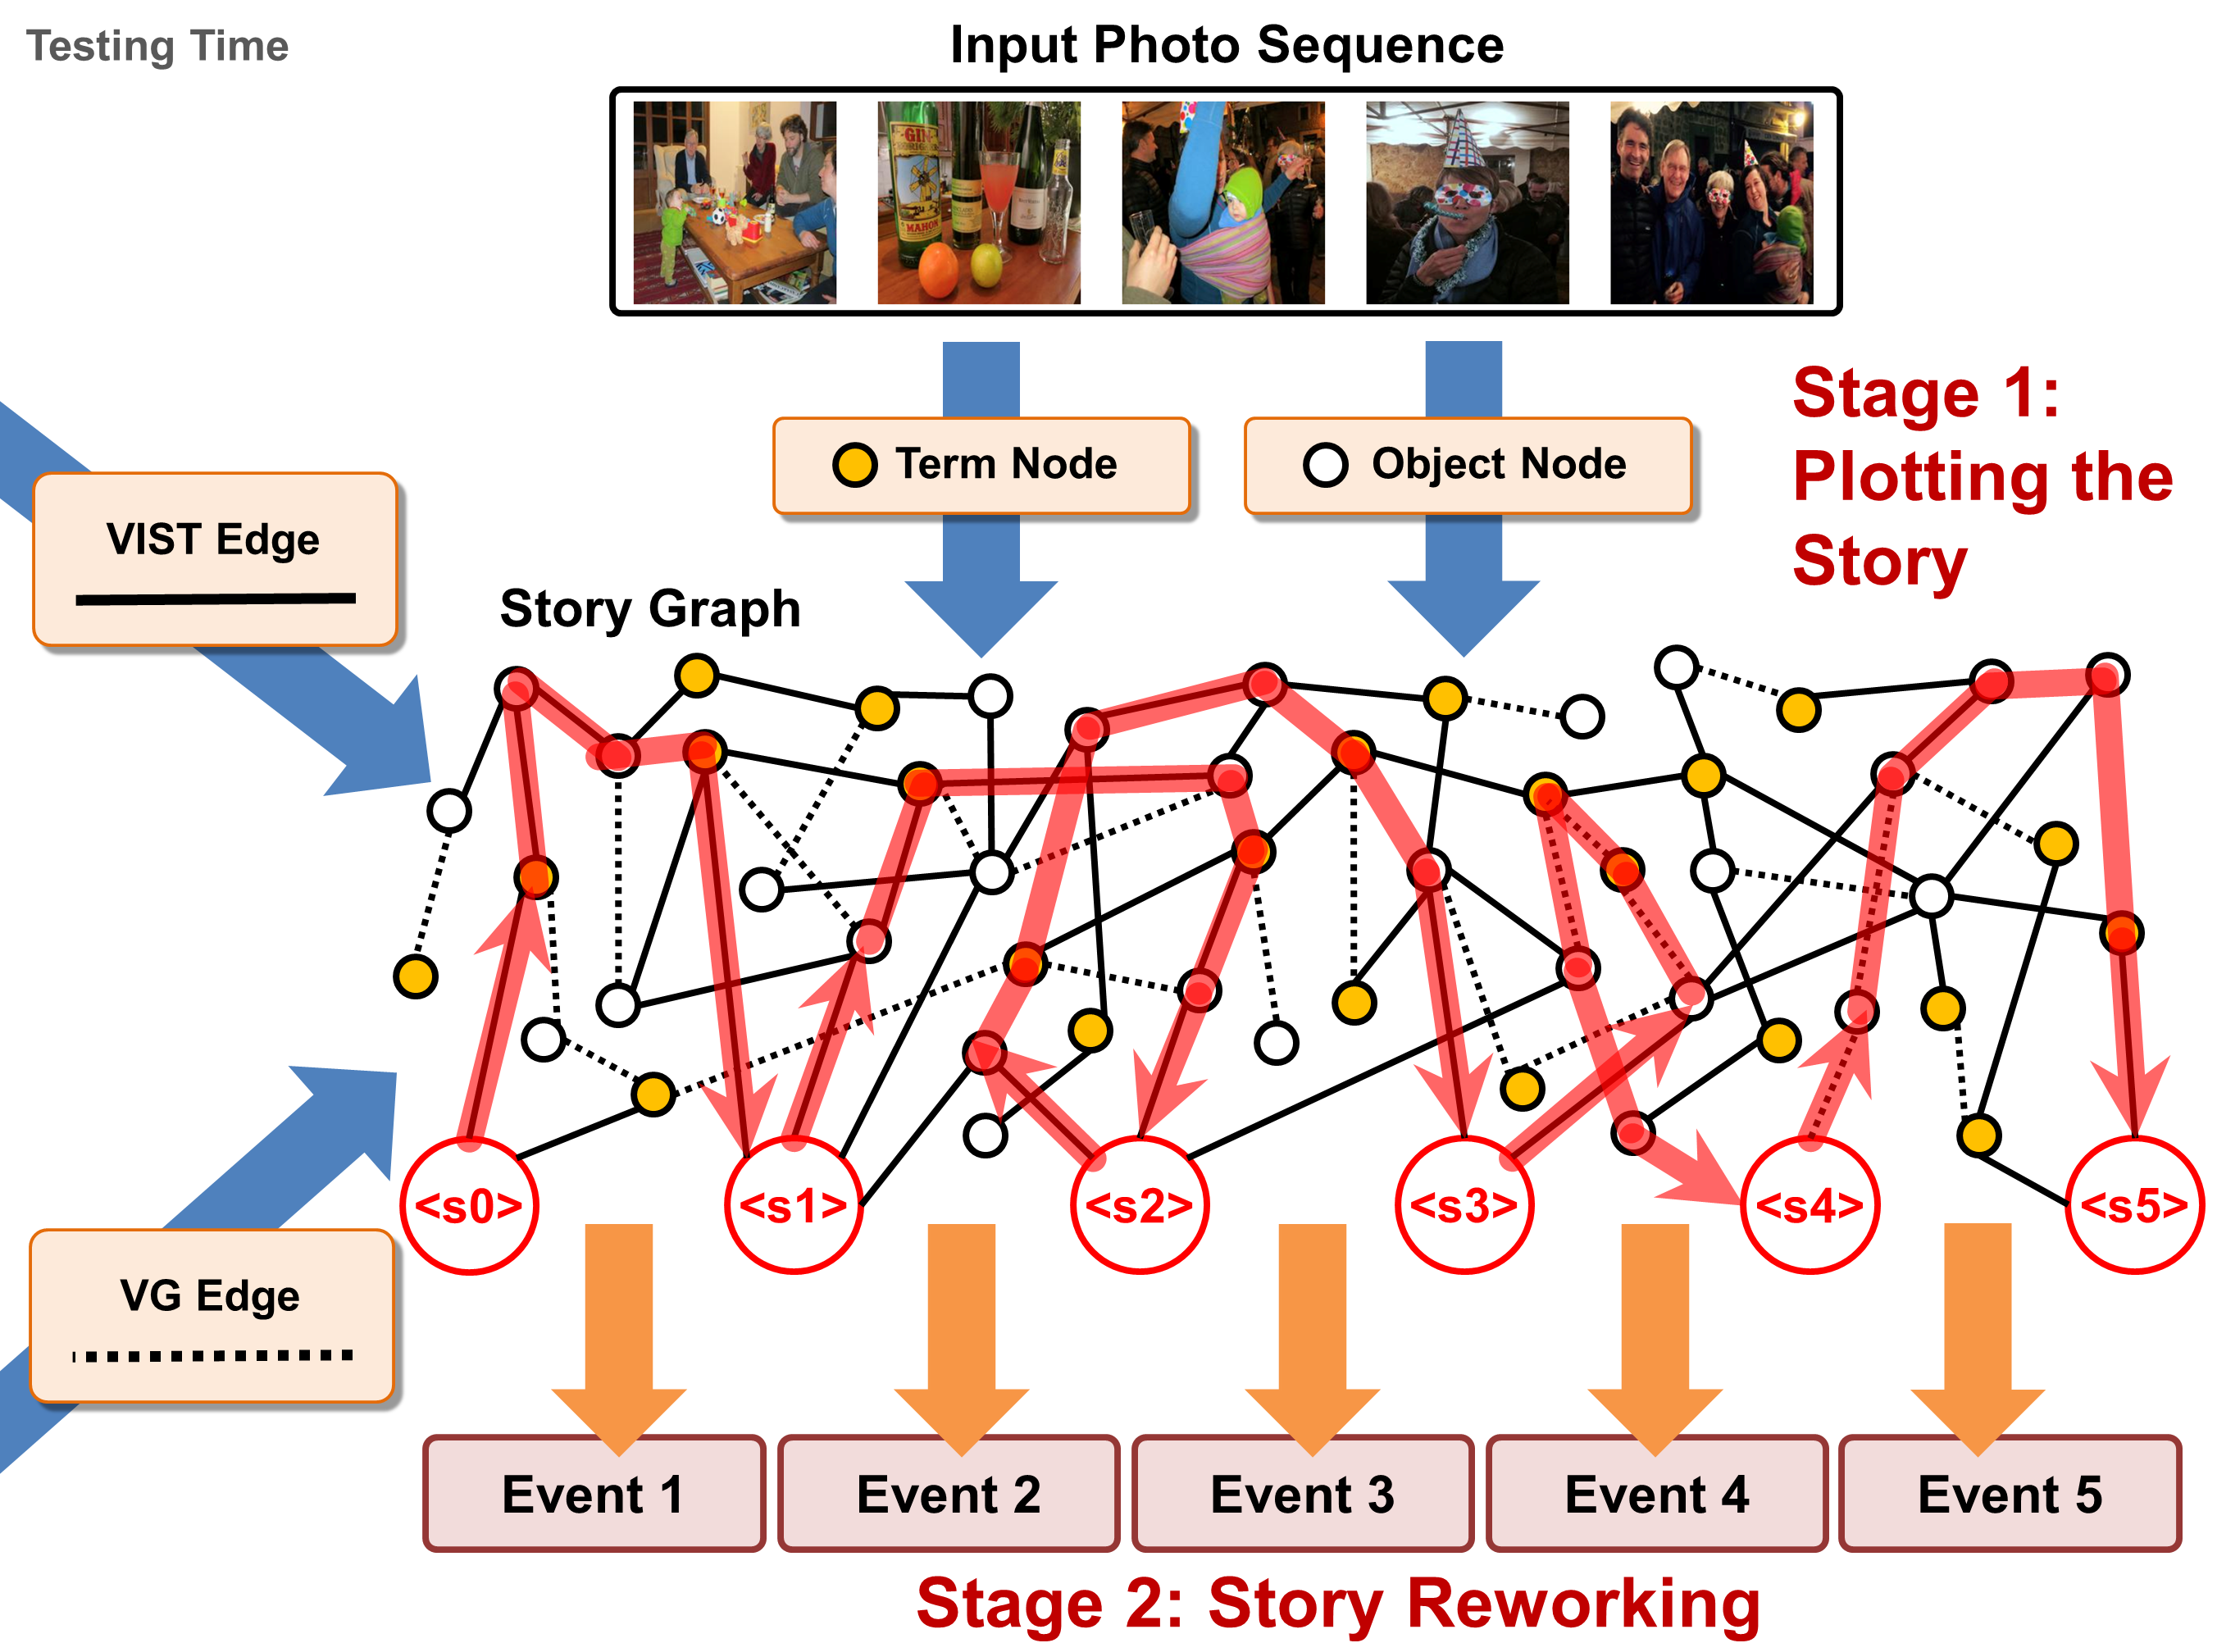 Testing Time
Input Photo Sequence
GIN
MAHON
Term Node
Object Node
Stage 1:
Plotting the
Story
VIST Edge
Story Graph
<s0>
<s1>
<s2>
<s3>
<s4>
<s5>
VG Edge
Event 1
Event 2
Event 3
Event 4
Event 5
Stage 2: Story Reworking